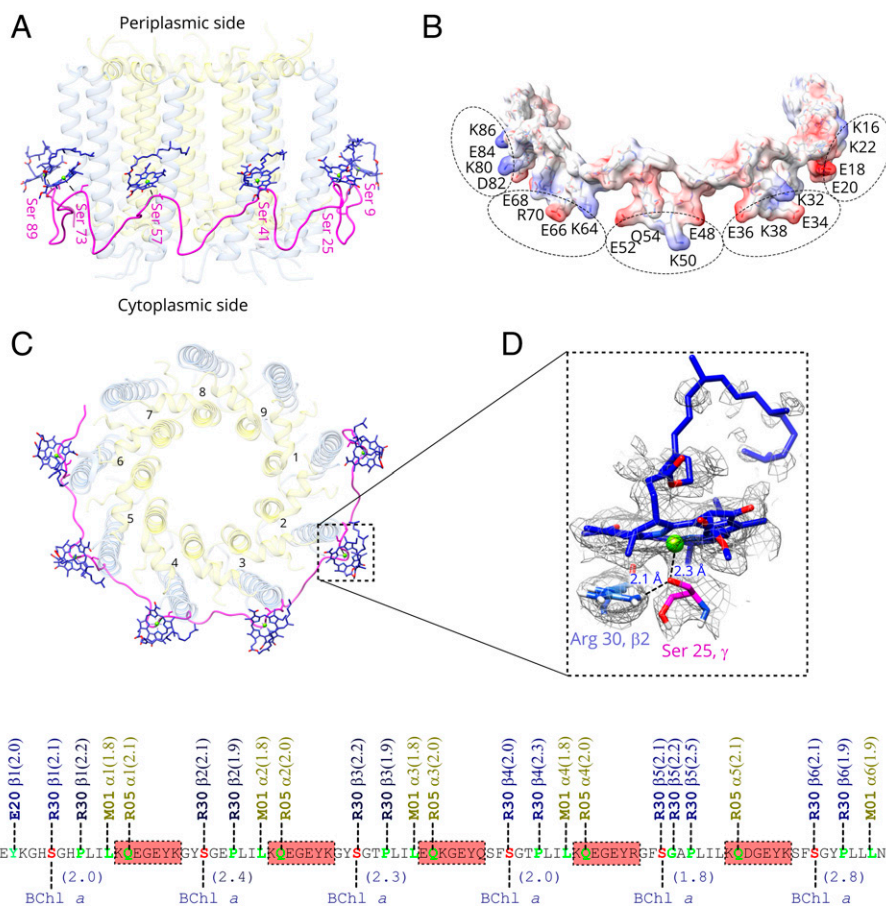 A
Periplasmic side
Ser 89
Ser 73
Ser 57
Ser 41
Ser 25
Ser 9
Cytoplasmic side
B
K86
E84
K80
D82
E68
R70
E66
K64
E52
Q54
K50
E48
E36
K38
E34
K32
K16
K22
E18
E20
C
8
9
7
6
1
5
2
4
3
D
2.1 Å
2.3 Å
Arg 30, β2
Ser 25, γ
E20 β1(2.0)
R30 β1(2.1)
R30 β1(2.2)
M01 α1(1.8)
R05 α1(2.1)
R30 β2(2.1)
R30 β2(1.9)
M01 α2(1.8)
R05 α2(2.0)
R30 β3(2.2)
R30 β3(1.9)
M01 α3(1.8)
R05 α3(2.0)
R30 β4(2.0)
R30 β4(2.3)
M01 α4(1.8)
R05 α4(2.0)
R30 β5(2.1)
R30 β5(2.2)
R30 β5(2.5)
R05 α5(2.1)
R30 β6(2.1)
R30 β6(1.9)
M01 α6(1.9)
EYKGHSGHPLILKQEGEYKGYSGEPLILKQEGEYKGYSGTPLILKQKGEYQSFSGTPLILKQEGEYRGFSGAPLILKQDGEYKSFSGYPLLLN
(2.0) (2.4) (2.3) (2.0) (1.8) (2.8)
BChl a BChl a BChl a BChl a BChl a BChl a